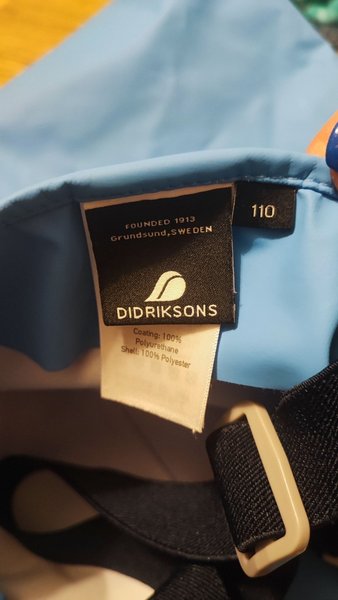 FOUNDED 1913
Grundsund,SWEDEN
110
DIDRIKSONS
Coating: 100%
Polyurethane
Shell: 100% Polyester